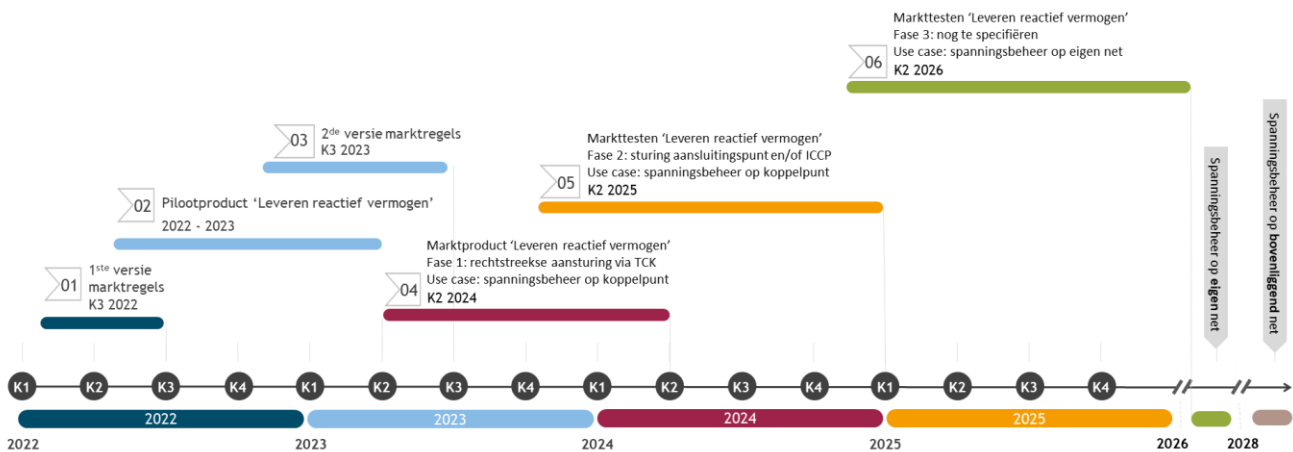 01
1ste versie
marktregels
K3 2022
02
Pilootproduct ‘Leveren reactief vermogen’
2022 - 2023
03
2de versie marktregels
K3 2023
04
Marktproduct ‘Leveren reactief vermogen’
Fase 1: rechtstreekse aansturing via TCK
Use case: spanningsbeheer op koppelpunt
K2 2024
05
Markttesten ‘Leveren reactief vermogen’
Fase 2: sturing aansluitingspunt en/of ICCP
Use case: spanningsbeheer op koppelpunt
K2 2025
06
Markttesten ‘Leveren reactief vermogen’
Fase 3: nog te specifiëren
Use case: spanningsbeheer op eigen net
K2 2026
Spanningsbeheer op eigen net
Spanningsbeheer op bovenliggend net
K1 K2 K3 K4 K1 K2 K3 K4 K1 K2 K3 K4 K1 K2 K3 K4
2022 2023 2024 2025
2022 2023 2024 2025 2026 2028